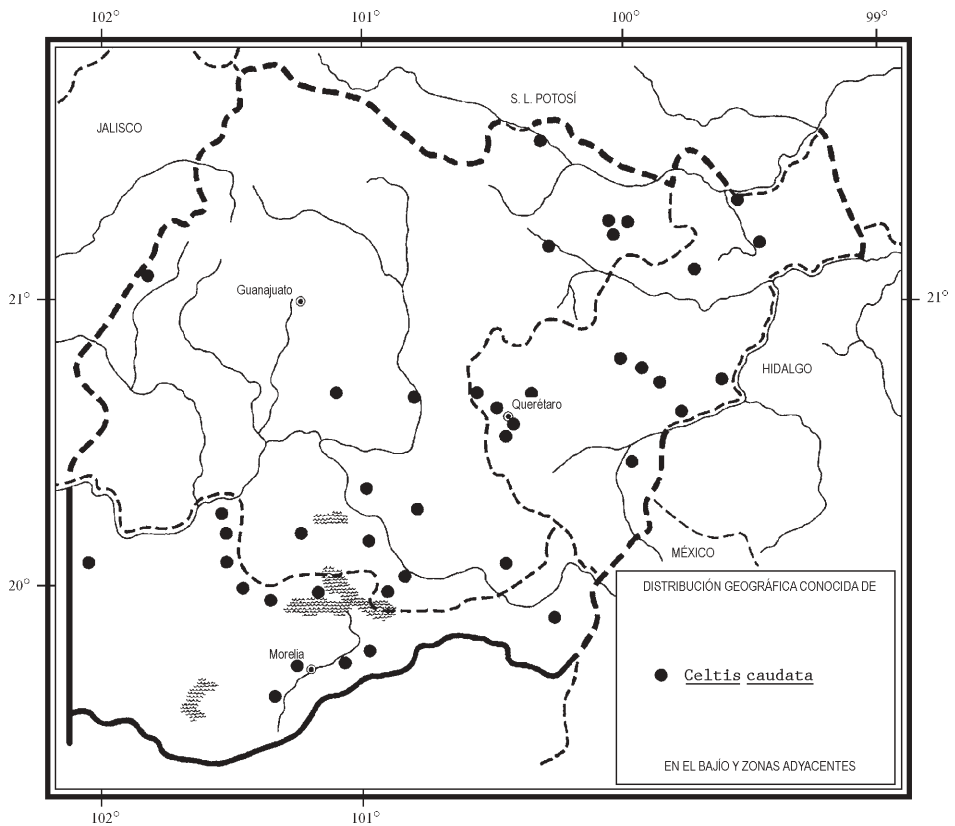 102° 101° 100° 99°
S. L. POTOSÍ
JALISCO
Guanajuato
21° 21°
HIDALGO
Querétaro
MÉXICO
20°
DISTRIBUCIÓN GEOGRÁFICA CONOCIDA DE
Morelia
Celtis caudata
EN EL BAJÍO Y ZONAS ADYACENTES
102° 101° 100° 99°